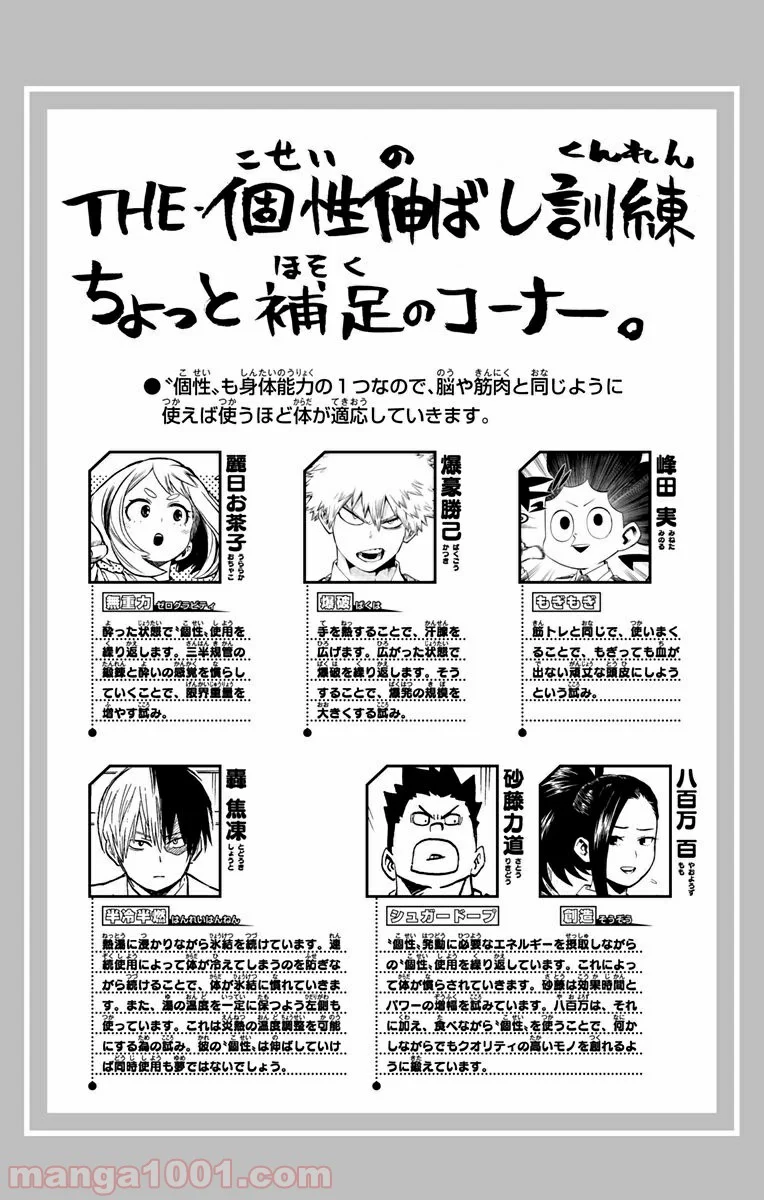 THE・個性伸ばし訓練
ちょっと補足のコーナー。
●〝個性〟も身体能力の1つなので、脳や筋肉と同じように
使えば使うほど体が適応していきます。
麗日お茶子
無重力 ゼログラビティ
酔った状態で〝個性〟使用を
繰り返します。三半規管の
鍛錬と酔いの感覚を慣らし
ていくことで、限界重量を
増やす試み。
爆豪勝己
爆破 ばくは
手を熱することで、汗腺を
広げます。広がった状態で
爆破を繰り返します。そう
することで、爆発の規模を
大きくする試み。
峰田 実
もぎもぎ
筋トレと同じで、使いまく
ることで、もぎっても血が
出ない頑丈な頭皮にしよう
という試み。
轟 焦凍
半冷半燃 はんれいはんねん
熱湯に浸かりながら氷結を続けています。連
続使用によって体が冷えてしまうのを防ぎな
がら続けることで、体が氷結に慣れていきま
す。また、湯の温度を一定に保つよう左側も
使っています。これは炎熱の温度調整を可能
にする為の試み。彼の〝個性〟は伸ばしていけ
ば同時使用も夢ではないでしょう。
砂藤力道
シュガードープ
八百万 百
創造 そうぞう
〝個性〟発動に必要なエネルギーを摂取しながら
の〝個性〟使用を繰り返しています。これによっ
て体が慣らされていきます。砂藤は効果時間と
パワーの増幅を試みています。八百万は、それ
に加え、食べながら〝個性〟を使うことで、何か
しながらでもクオリティの高いモノを創れるよ
うに鍛えています。
manga1001.com